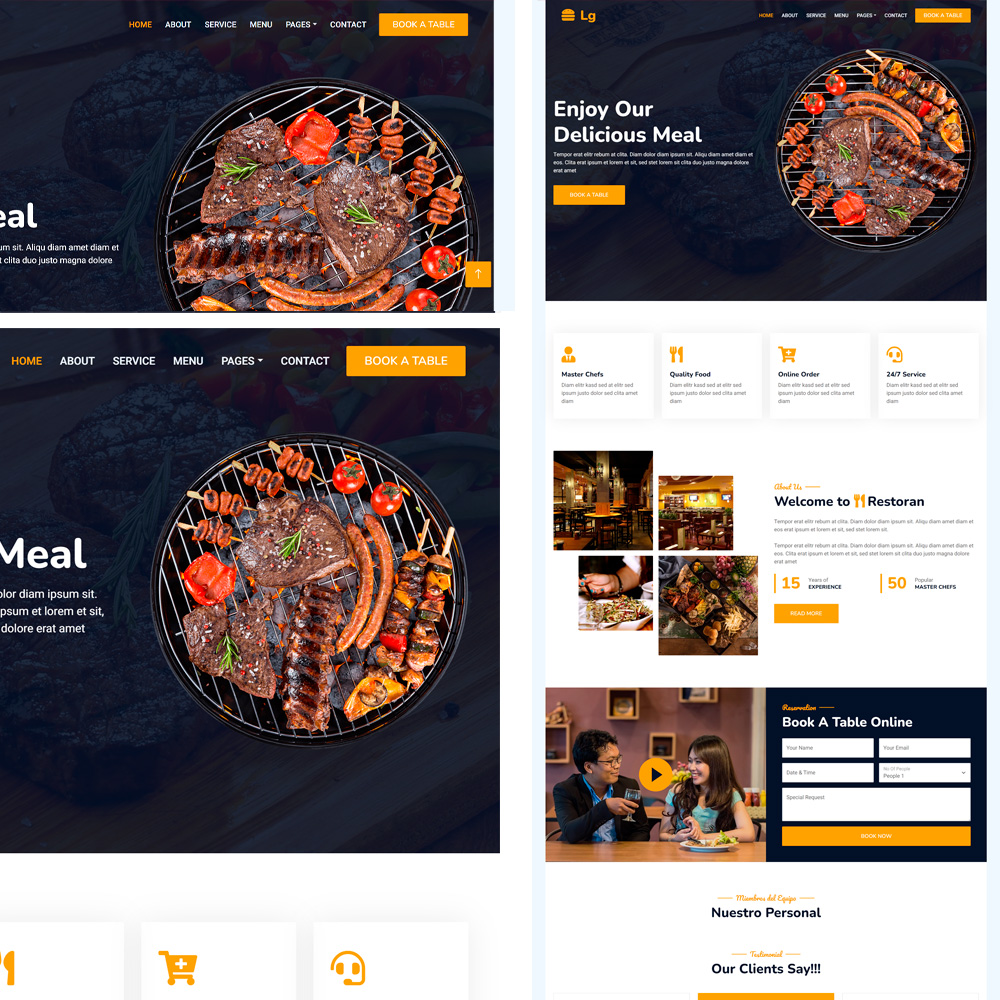 HOME ABOUT SERVICE MENU PAGES CONTACT BOOK A TABLE
eal
um sit. Aliqu diam amet diam et
t clita duo justo magna dolore
HOME ABOUT SERVICE MENU PAGES CONTACT BOOK A TABLE
Meal
olor diam ipsum sit.
psum et lorem et sit,
dolore erat amet
Lg
HOME ABOUT SERVICE MENU PAGES CONTACT BOOK A TABLE
Enjoy Our
Delicious Meal
Tempor erat elitr rebum at clita. Diam dolor diam ipsum sit. Aliqu diam amet diam et
eos. Clita erat ipsum et lorem et sit, sed stet lorem sit clita duo justo magna dolore
erat amet
BOOK A TABLE
Master Chefs
Diam elitr kasd sed at elitr sed
ipsum justo dolor sed clita amet
diam
Quality Food
Diam elitr kasd sed at elitr sed
ipsum justo dolor sed clita amet
diam
Online Order
Diam elitr kasd sed at elitr sed
ipsum justo dolor sed clita amet
diam
24/7 Service
Diam elitr kasd sed at elitr sed
ipsum justo dolor sed clita amet
diam
About Us
Welcome to Restoran
Tempor erat elitr rebum at clita. Diam dolor diam ipsum sit. Aliqu diam amet diam et
eos. Clita erat ipsum et lorem et sit, sed stet lorem sit.
Tempor erat elitr rebum at clita. Diam dolor diam ipsum sit. Aliqu diam amet diam et
eos. Clita erat ipsum et lorem et sit, sed stet lorem sit clita duo justo magna dolore
erat amet
15 Years of
EXPERIENCE
50 Popular
MASTER CHEFS
READ MORE
Reservation
Book A Table Online
Your Name Your Email
Date & Time No Of People
People 1
Special Request
BOOK NOW
Miembros del Equipo
Nuestro Personal
Testimonial
Our Clients Say!!!